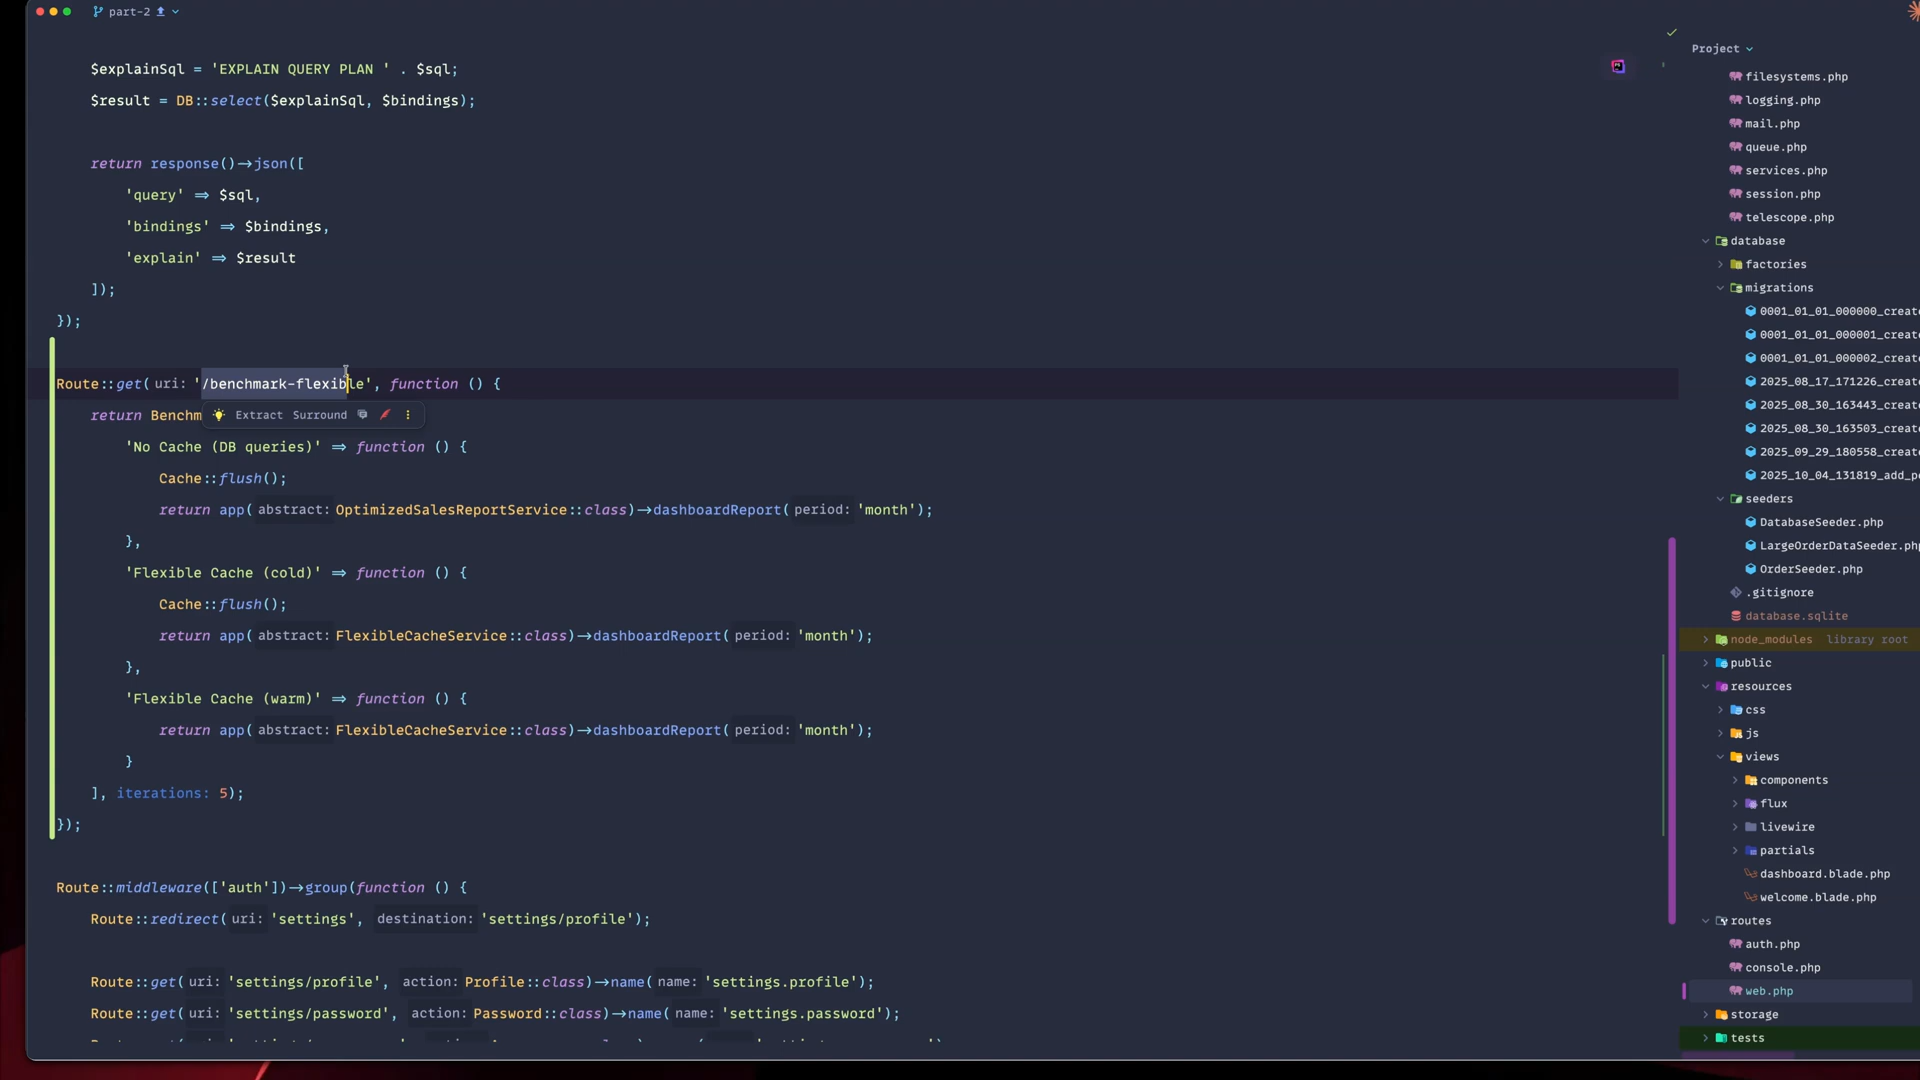 part-2
$explainSql = 'EXPLAIN QUERY PLAN ' . $sql;
$result = DB::select($explainSql, $bindings);
return response()→json([
'query' ⇒ $sql,
'bindings' ⇒ $bindings,
'explain' ⇒ $result
]);
});
Route::get( uri: '/benchmark-flexible', function () {
return Benchm
Extract Surround
'No Cache (DB queries)' ⇒ function () {
Cache::flush();
return app( abstract: OptimizedSalesReportService::class)→dashboardReport( period: 'month');
},
'Flexible Cache (cold)' ⇒ function () {
Cache::flush();
return app( abstract: FlexibleCacheService::class)→dashboardReport( period: 'month');
},
'Flexible Cache (warm)' ⇒ function () {
return app( abstract: FlexibleCacheService::class)→dashboardReport( period: 'month');
}
], iterations: 5);
});
Route::middleware(['auth'])→group(function () {
Route::redirect( uri: 'settings', destination: 'settings/profile');
Route::get( uri: 'settings/profile', action: Profile::class)→name( name: 'settings.profile');
Route::get( uri: 'settings/password', action: Password::class)→name( name: 'settings.password');
Project
filesystems.php
logging.php
mail.php
queue.php
services.php
session.php
telescope.php
database
factories
migrations
0001_01_01_000000_create
0001_01_01_000001_create
0001_01_01_000002_create
2025_08_17_171226_create
2025_08_30_163443_create
2025_08_30_163503_create
2025_09_29_180558_create
2025_10_04_131819_add_pe
seeders
DatabaseSeeder.php
LargeOrderDataSeeder.php
OrderSeeder.php
.gitignore
database.sqlite
node_modules library root
public
resources
css
js
views
components
flux
livewire
partials
dashboard.blade.php
welcome.blade.php
routes
auth.php
console.php
web.php
storage
tests